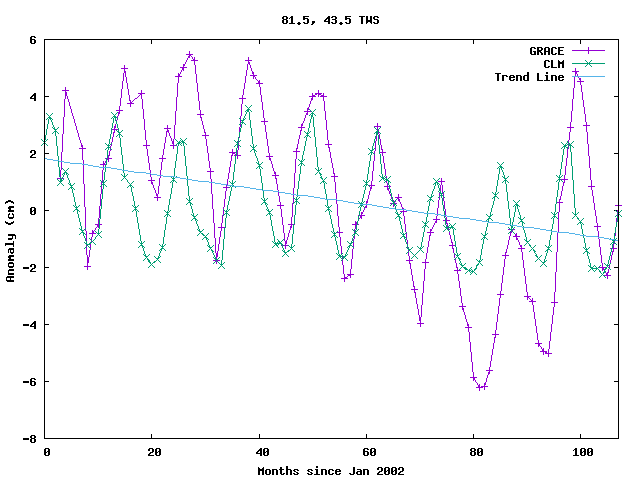 81.5, 43.5 TWS
GRACE
CLM
Trend Line
6
4
2
0
-2
-4
-6
-8
Anomaly (cm)
0 20 40 60 80 100
Months since Jan 2002